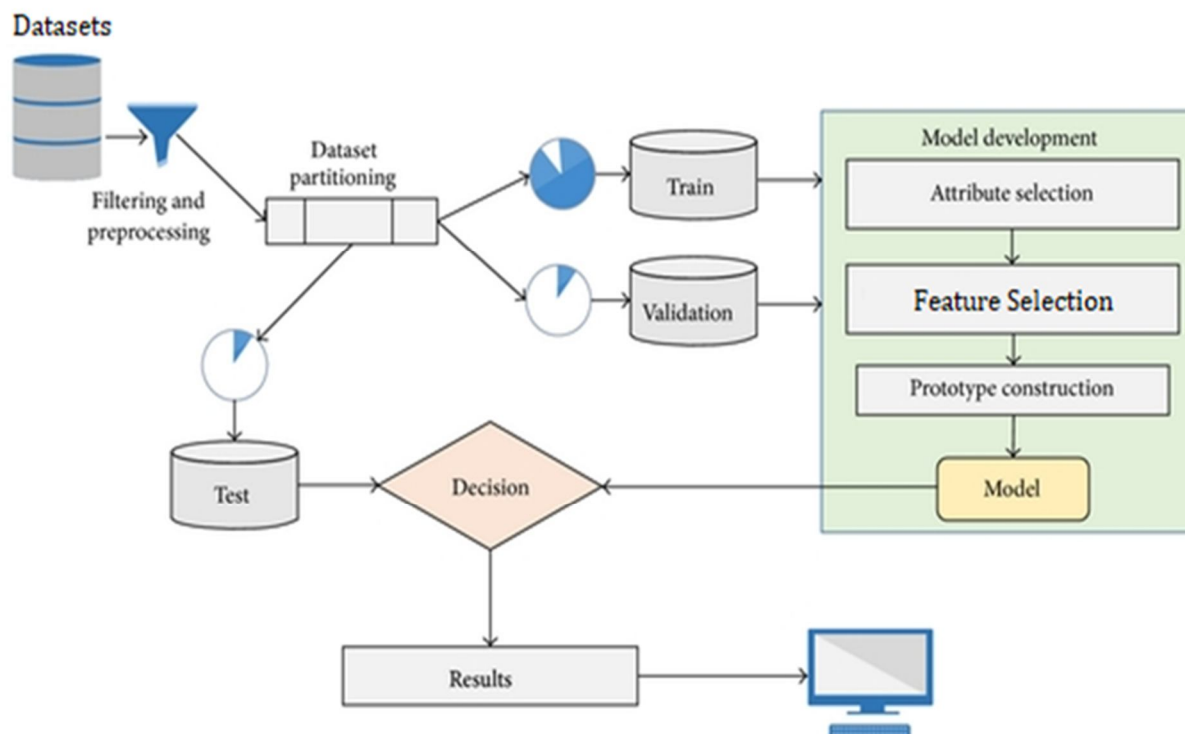 Datasets
Filtering and
preprocessing
Dataset
partitioning
Train
Validation
Model development
Attribute selection
Feature Selection
Prototype construction
Model
Test
Decision
Results